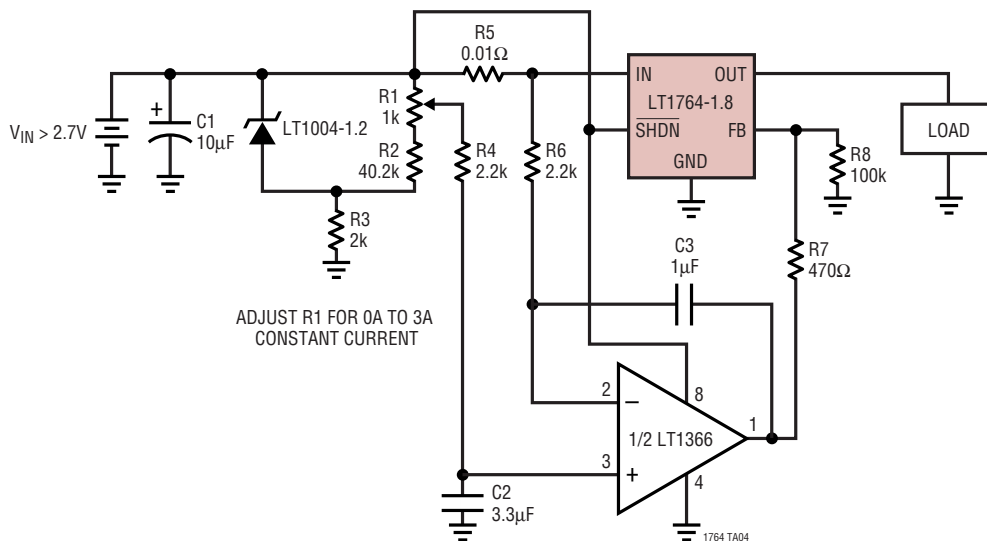 R5
0.01Ω
IN
OUT
R1
1k
LT1764-1.8
VIN > 2.7V
+
C1
10µF
LT1004-1.2
SHDN
FB
LOAD
R4
2.2k
R6
2.2k
R2
40.2k
GND
R8
100k
R3
2k
C3
1µF
R7
470Ω
ADJUST R1 FOR 0A TO 3A
CONSTANT CURRENT
2
–
8
1/2 LT1366
1
3
+
4
C2
3.3µF
1764 TA04